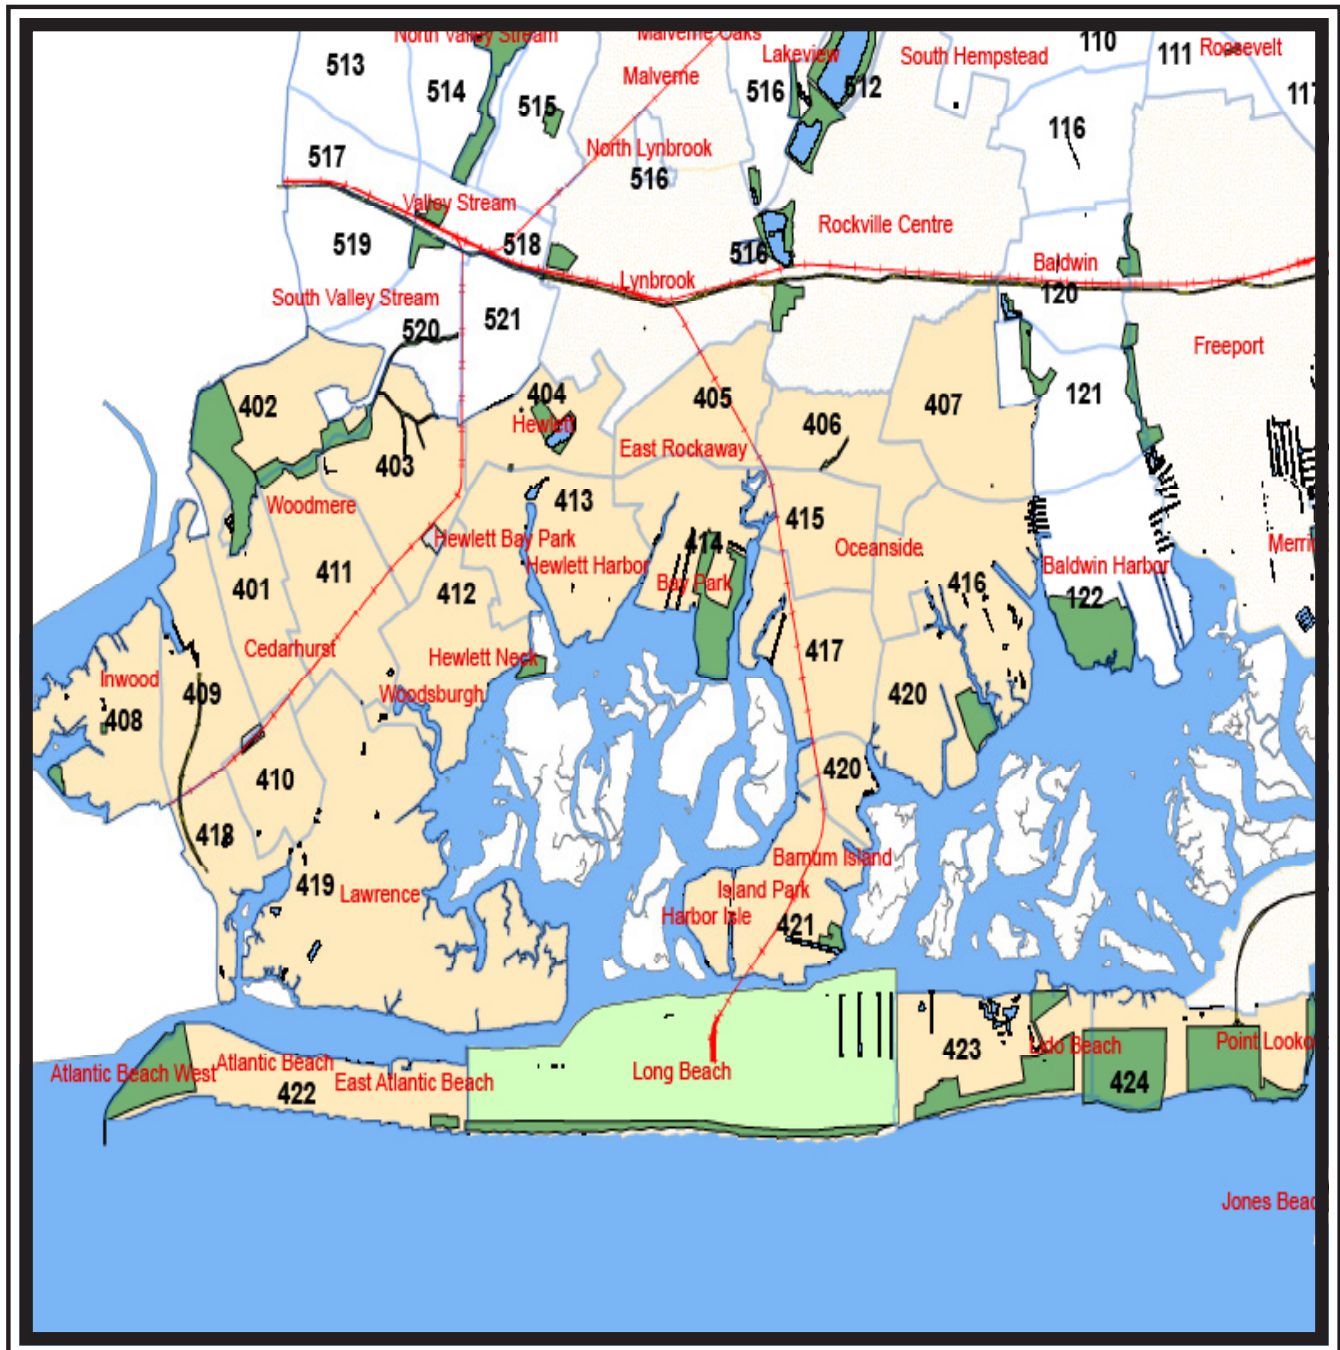 North Valley Stream
Malverne Oaks
Lakeview
South Hempstead
110
111
Roosevelt
513
514
515
Malverne
516
512
117
116
517
North Lynbrook
516
Valley Stream
519
518
516
Rockville Centre
Baldwin
Lynbrook
120
South Valley Stream
520
521
Freeport
402
404
405
406
407
121
Hewlett
403
East Rockaway
Woodmere
413
415
Hewlett Bay Park
414
Oceanside
Merri
Hewlett Harbor
Bay Park
416
Baldwin Harbor
401
411
412
122
Cedarhurst
Hewlett Neck
417
Inwood
409
Woodsburgh
420
408
410
420
418
Barnum Island
419
Lawrence
Island Park
Harbor Isle
421
423
Lido Beach
Point Looko
Atlantic Beach West
Atlantic Beach
Long Beach
422
East Atlantic Beach
424
Jones Beac